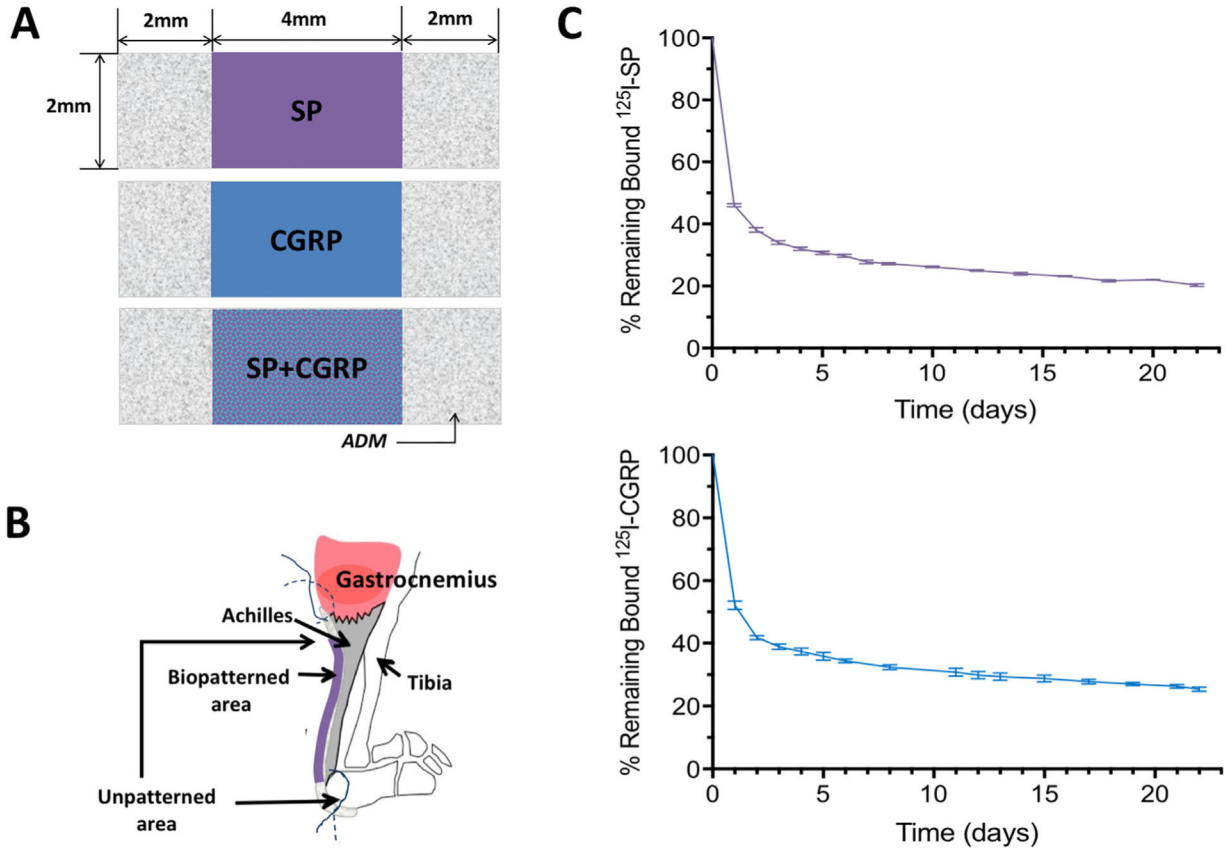 A
2mm
4mm
2mm
2mm
SP
CGRP
SP+CGRP
ADM
B
Gastrocnemius
Achilles
Biopatterned
area
Tibia
Unpatterned
area
C
% Remaining Bound ¹²⁵I-SP
100
80
60
40
20
0
0 5 10 15 20
Time (days)
% Remaining Bound ¹²⁵I-CGRP
100
80
60
40
20
0
0 5 10 15 20
Time (days)